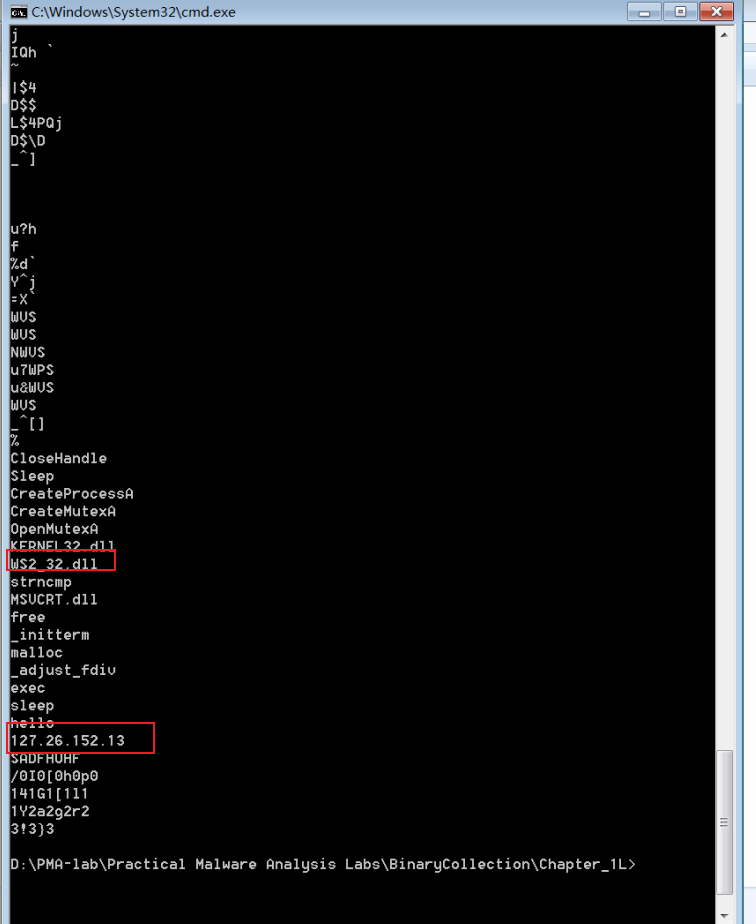 C:\Windows\System32\cmd.exe
j
IQh `
~
|$4
D$$
L$4PQj
D$\D
_^]
u?h
f
%d`
Y^j
=X`
WVS
WVS
NWVS
u7WPS
u&WVS
WVS
_^[]
%
CloseHandle
Sleep
CreateProcessA
CreateMutexA
OpenMutexA
KERNEL32.dll
WS2_32.dll
strncmp
MSVCRT.dll
free
_initterm
malloc
_adjust_fdiv
exec
sleep
hello
127.26.152.13
SADFHUHF
/0I0[0h0p0
141G1[1l1
1Y2a2g2r2
3!3}3
D:\PMA-lab\Practical Malware Analysis Labs\BinaryCollection\Chapter_1L>